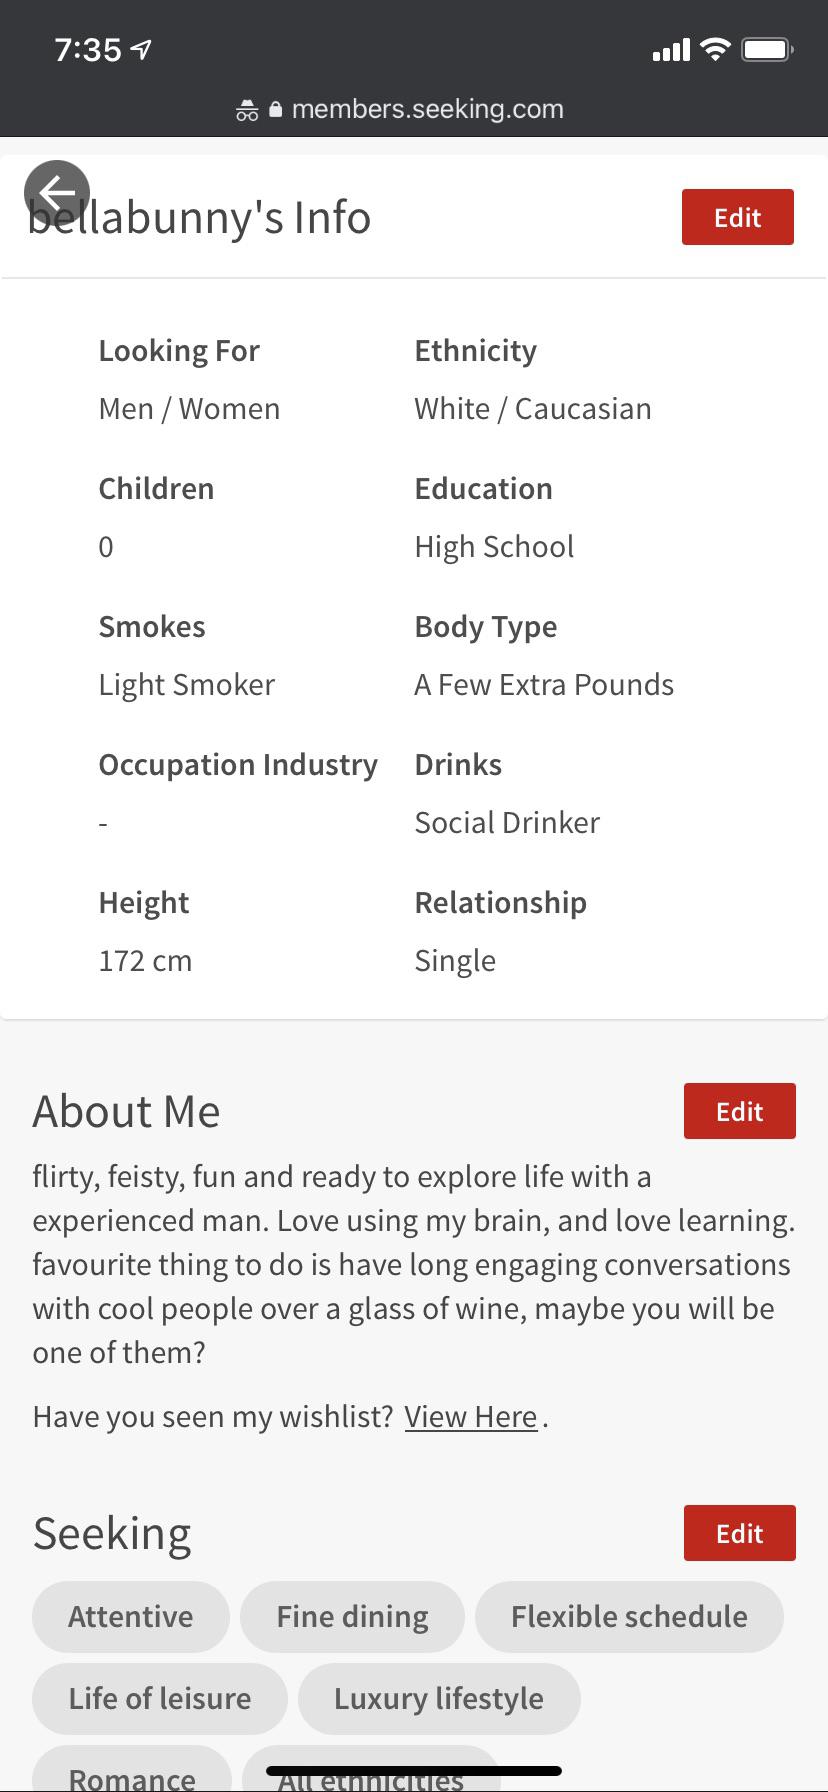 7:35
members.seeking.com
bellabunny's Info
Edit
Looking For
Ethnicity
Men / Women
White / Caucasian
Children
Education
0
High School
Smokes
Body Type
Light Smoker
A Few Extra Pounds
Occupation Industry
Drinks
-
Social Drinker
Height
Relationship
172 cm
Single
About Me
Edit
flirty, feisty, fun and ready to explore life with a
experienced man. Love using my brain, and love learning.
favourite thing to do is have long engaging conversations
with cool people over a glass of wine, maybe you will be
one of them?
Have you seen my wishlist? View Here.
Seeking
Edit
Attentive
Fine dining
Flexible schedule
Life of leisure
Luxury lifestyle
Romance
All ethnicities